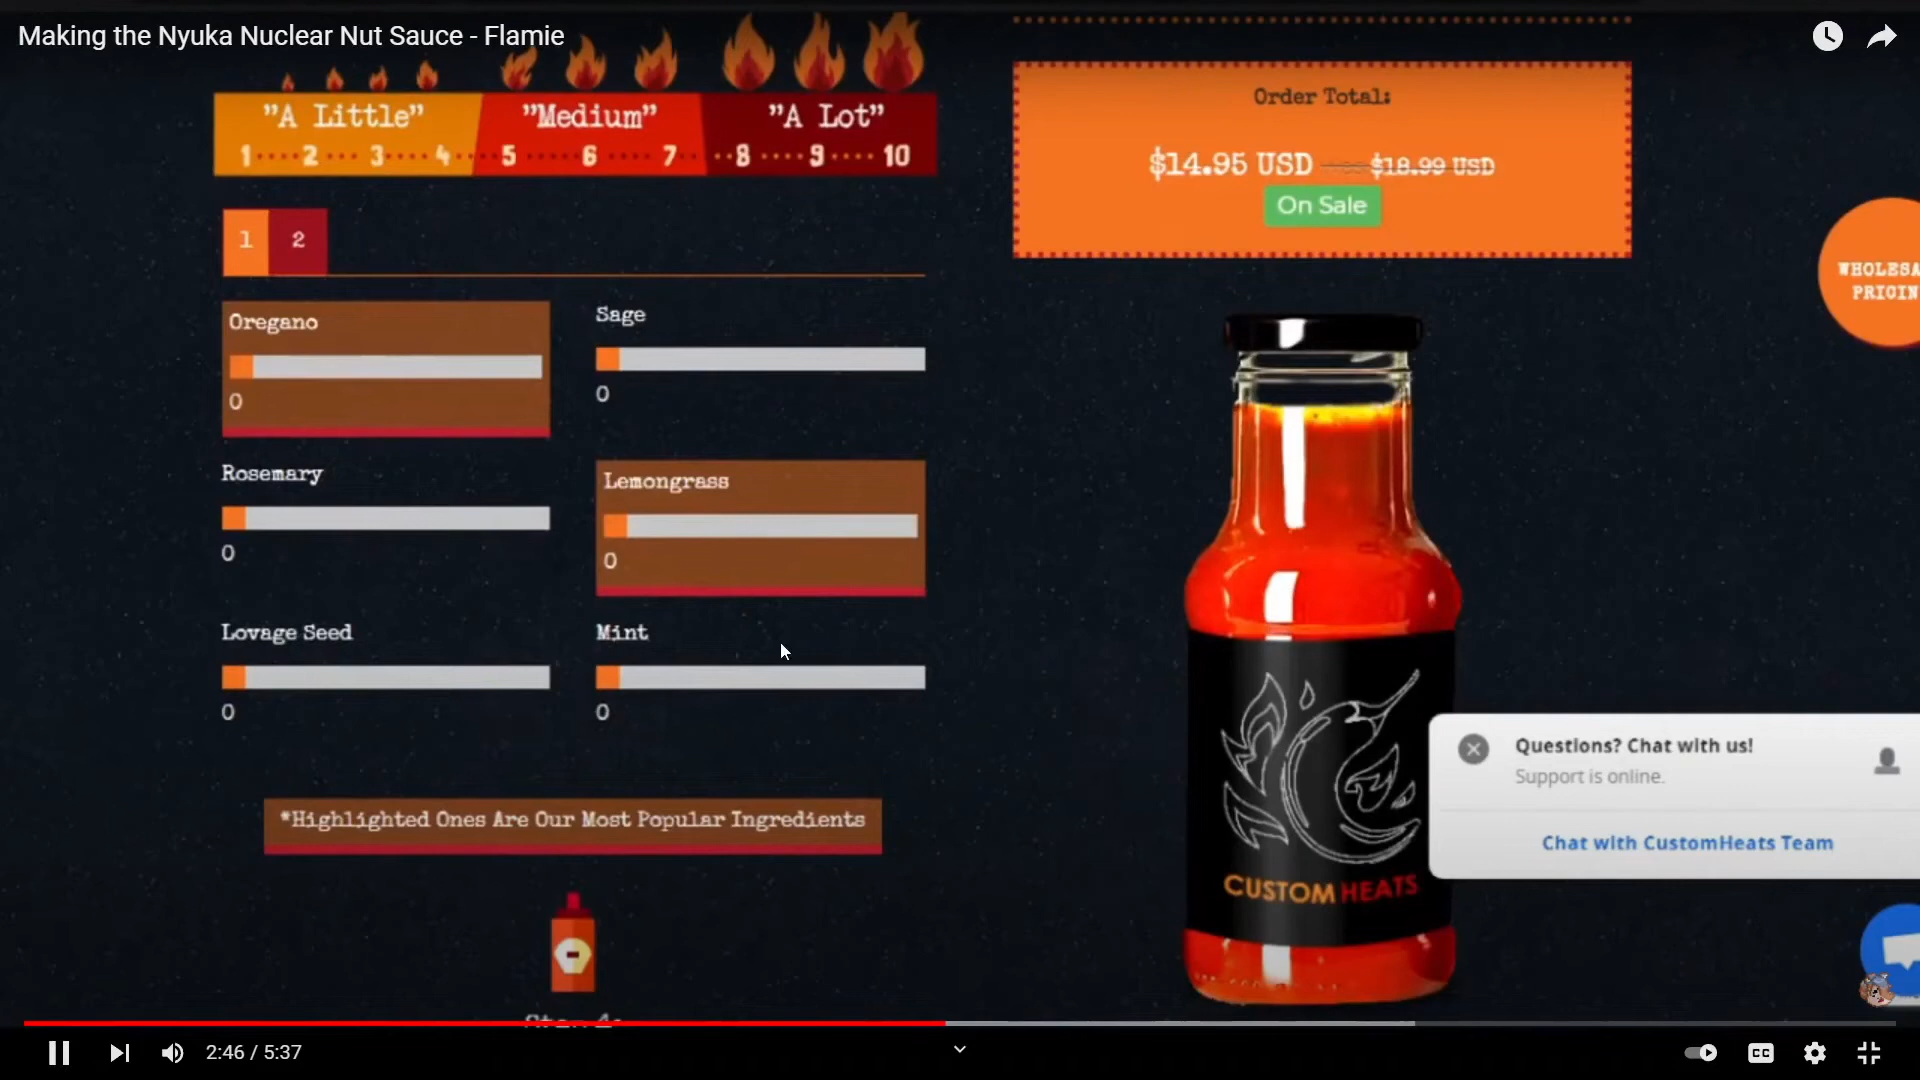 Making the Nyuka Nuclear Nut Sauce - Flamie
"A Little" "Medium" "A Lot"
1 2 3 4 5 6 7 8 9 10
Order Total:
$14.95 USD $18.99 USD
On Sale
1 2
WHOLESA
PRICIN
Oregano
0
Sage
0
Rosemary
0
Lemongrass
0
Lovage Seed
0
Mint
0
*Highlighted Ones Are Our Most Popular Ingredients
CUSTOM HEATS
Questions? Chat with us!
Support is online.
Chat with CustomHeats Team
2:46 / 5:37
CC